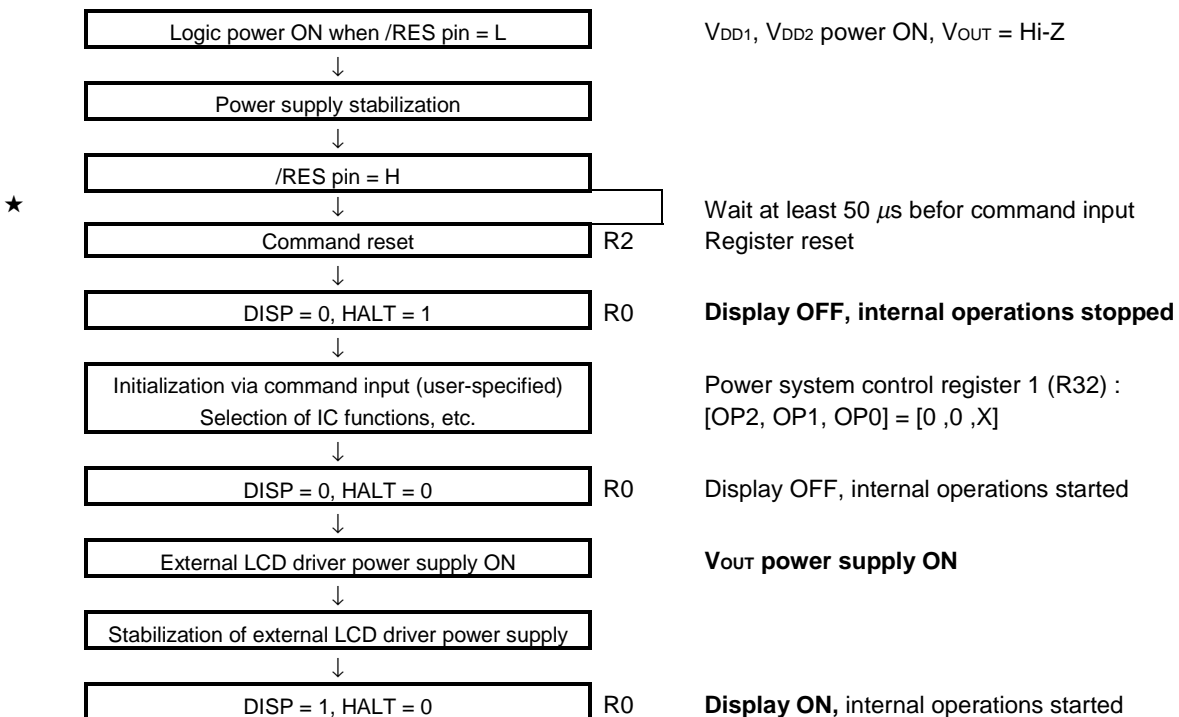 Logic power ON when /RES pin = L VDD1, VDD2 power ON, VOUT = Hi-Z
↓
Power supply stabilization
↓
/RES pin = H
★ ↓ Wait at least 50 μs befor command input
Command reset R2 Register reset
↓
DISP = 0, HALT = 1 R0 Display OFF, internal operations stopped
↓
Initialization via command input (user-specified) Power system control register 1 (R32) :
Selection of IC functions, etc. [OP2, OP1, OP0] = [0 ,0 ,X]
↓
DISP = 0, HALT = 0 R0 Display OFF, internal operations started
↓
External LCD driver power supply ON VOUT power supply ON
↓
Stabilization of external LCD driver power supply
↓
DISP = 1, HALT = 0 R0 Display ON, internal operations started